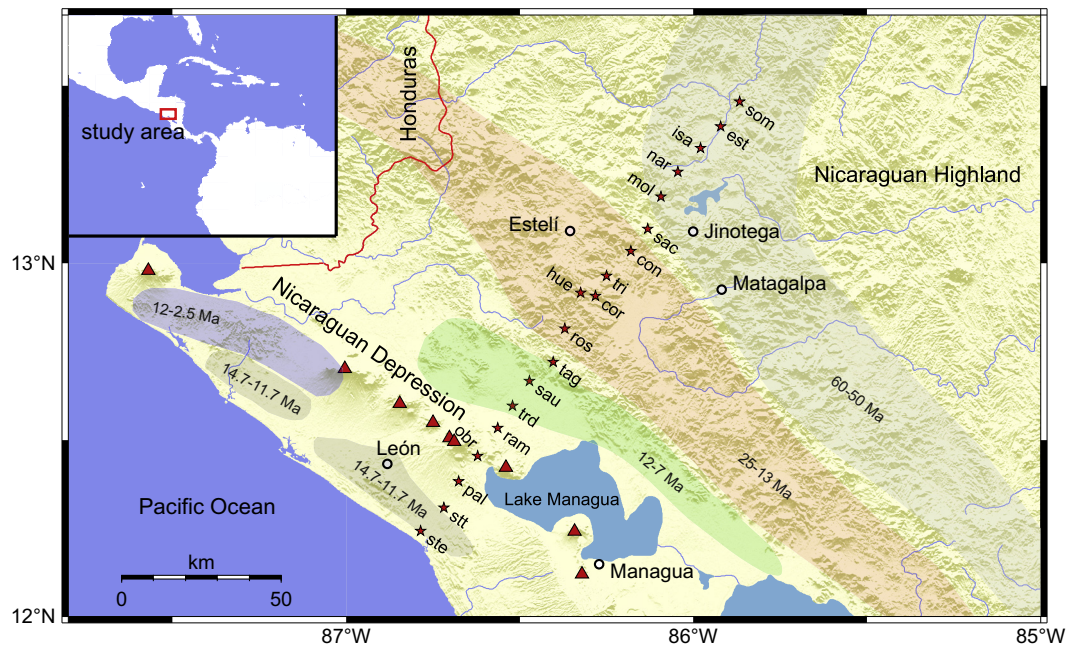 study area
Honduras
Nicaraguan Highland
som
est
isa
nar
mol
Estelí
Jinotega
sac
con
Matagalpa
tri
hue
cor
ros
13°N
Nicaraguan Depression
12-2.5 Ma
14.7-11.7 Ma
tag
sau
trd
ram
obr
60-50 Ma
León
14.7-11.7 Ma
pal
stt
ste
Lake Managua
12-7 Ma
25-13 Ma
Pacific Ocean
Managua
km
0
50
12°N
87°W
86°W
85°W